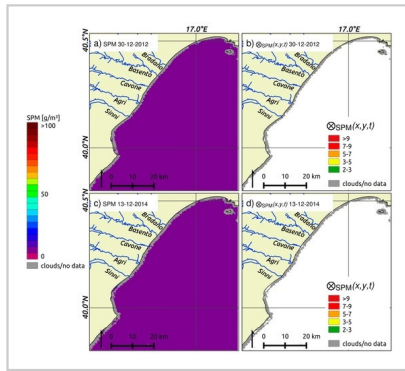 17.0°E
40.5°N
a) SPM 30-12-2012
Bradano
Basento
Cavone
Agri
Sinni
40.0°N
0 10 20 km
b) ⊗SPM(x,y,t) 30-12-2012
Bradano
Basento
Cavone
Agri
Sinni
⊗SPM(x,y,t)
>9
7-9
5-7
3-5
2-3
clouds/no data
0 10 20 km
SPM [g/m³]
>100
50
0
clouds/no data
40.5°N
c) SPM 13-12-2014
Bradano
Basento
Cavone
Agri
Sinni
40.0°N
0 10 20 km
d) ⊗SPM(x,y,t) 13-12-2014
Bradano
Basento
Cavone
Agri
Sinni
⊗SPM(x,y,t)
>9
7-9
5-7
3-5
2-3
clouds/no data
0 10 20 km